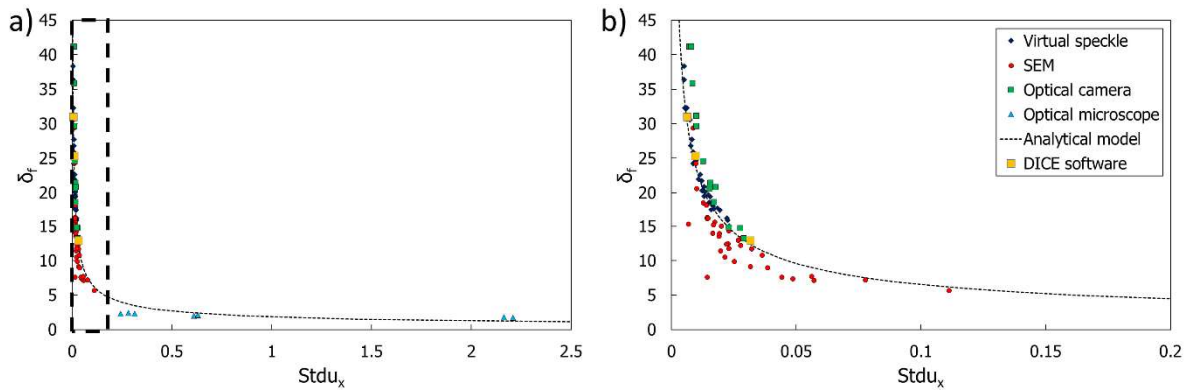 a)
45
40
35
30
25
20
15
10
5
0
δf
0
0.5
1
1.5
2
2.5
Stdux
b)
45
40
35
30
25
20
15
10
5
0
δf
0
0.05
0.1
0.15
0.2
Stdux
Virtual speckle
SEM
Optical camera
Optical microscope
Analytical model
DICE software